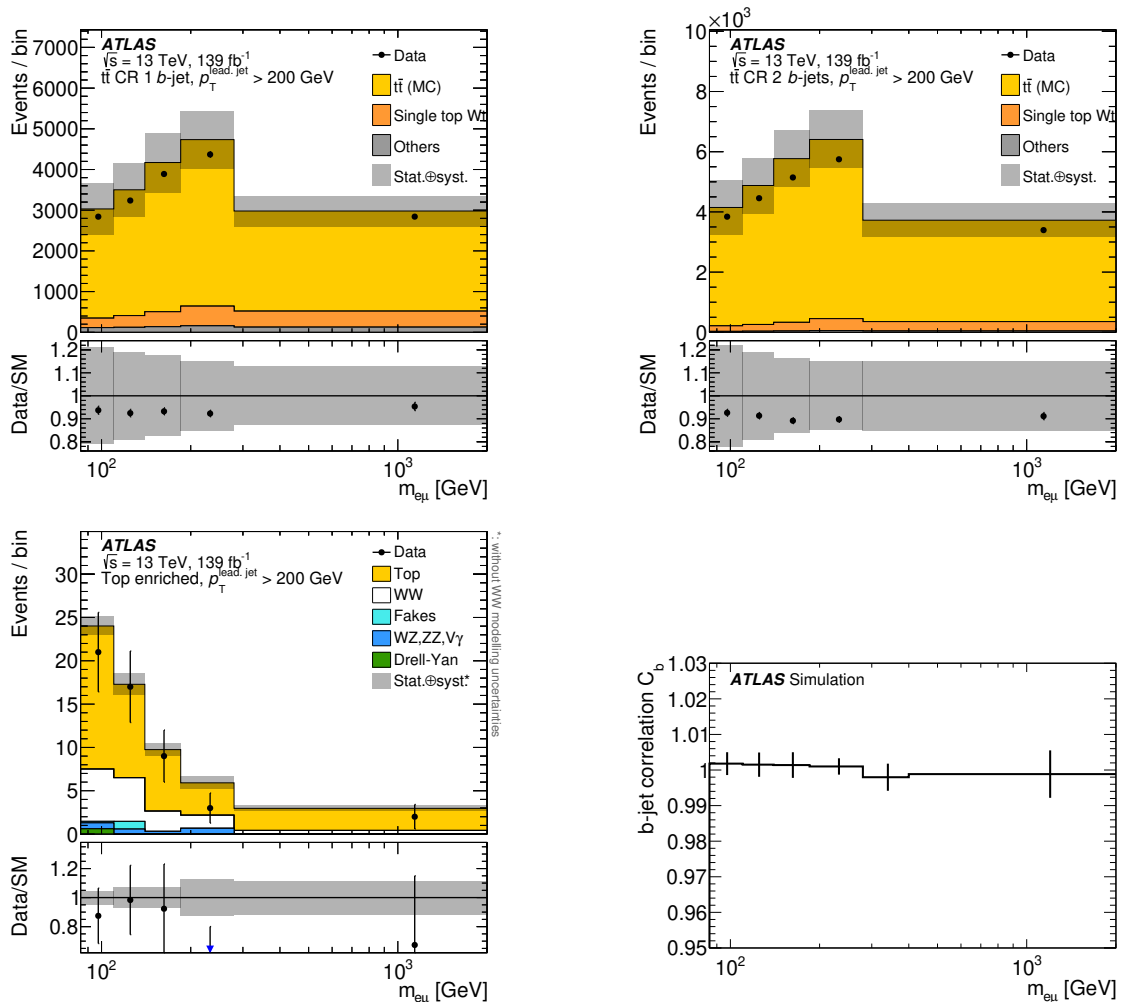 ATLAS
√s = 13 TeV, 139 fb⁻¹
tt̄ CR 1 b-jet, p_T^lead. jet > 200 GeV
Data
tt̄ (MC)
Single top Wt
Others
Stat.⊕syst.
Events / bin
7000
6000
5000
4000
3000
2000
1000
0
Data/SM
1.2
1.1
1
0.9
0.8
10²
10³
m_eμ [GeV]
×10³
ATLAS
√s = 13 TeV, 139 fb⁻¹
tt̄ CR 2 b-jets, p_T^lead. jet > 200 GeV
Data
tt̄ (MC)
Single top Wt
Others
Stat.⊕syst.
Events / bin
10
8
6
4
2
0
Data/SM
1.2
1.1
1
0.9
0.8
10²
10³
m_eμ [GeV]
ATLAS
√s = 13 TeV, 139 fb⁻¹
Top enriched, p_T^lead. jet > 200 GeV
Data
Top
WW
Fakes
WZ,ZZ,Vγ
Drell-Yan
Stat.⊕syst.*
*: without WW modelling uncertainties
Events / bin
30
25
20
15
10
5
0
Data/SM
1.2
1
0.8
10²
10³
m_eμ [GeV]
ATLAS Simulation
b-jet correlation C_b
1.03
1.02
1.01
1
0.99
0.98
0.97
0.96
0.95
10²
10³
m_eμ [GeV]